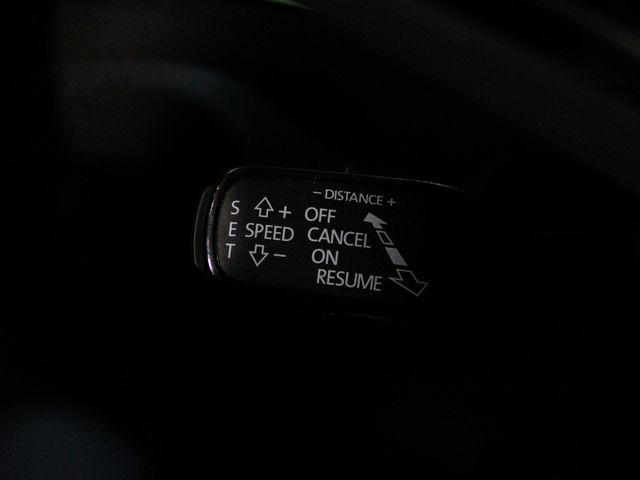 - DISTANCE +
S + OFF
E SPEED CANCEL
T - ON
RESUME